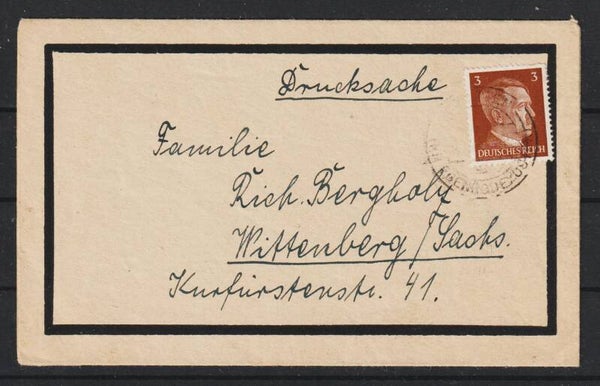 Drucksache
3 3
DEUTSCHES REICH
Familie
Rich. Bergholz
Wittenberg/Sachs.
Kurfürstenstr. 41.